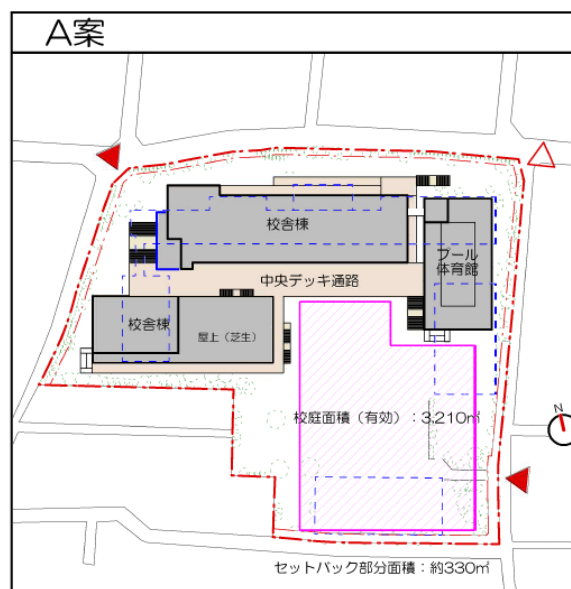 A案
校舎棟
プール
体育館
中央デッキ通路
校舎棟
屋上（芝生）
校庭面積（有効）：3,210㎡
N
セットバック部分面積：約330㎡